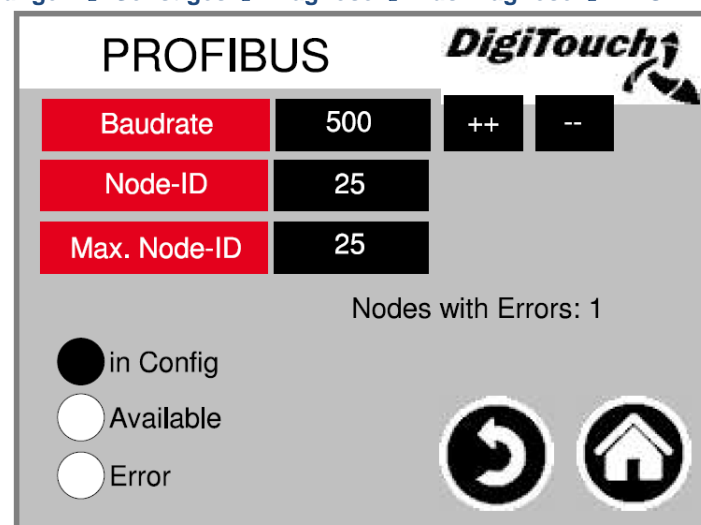 PROFIBUS
DigiTouch
Baudrate 500 ++ --
Node-ID 25
Max. Node-ID 25
Nodes with Errors: 1
in Config
Available
Error